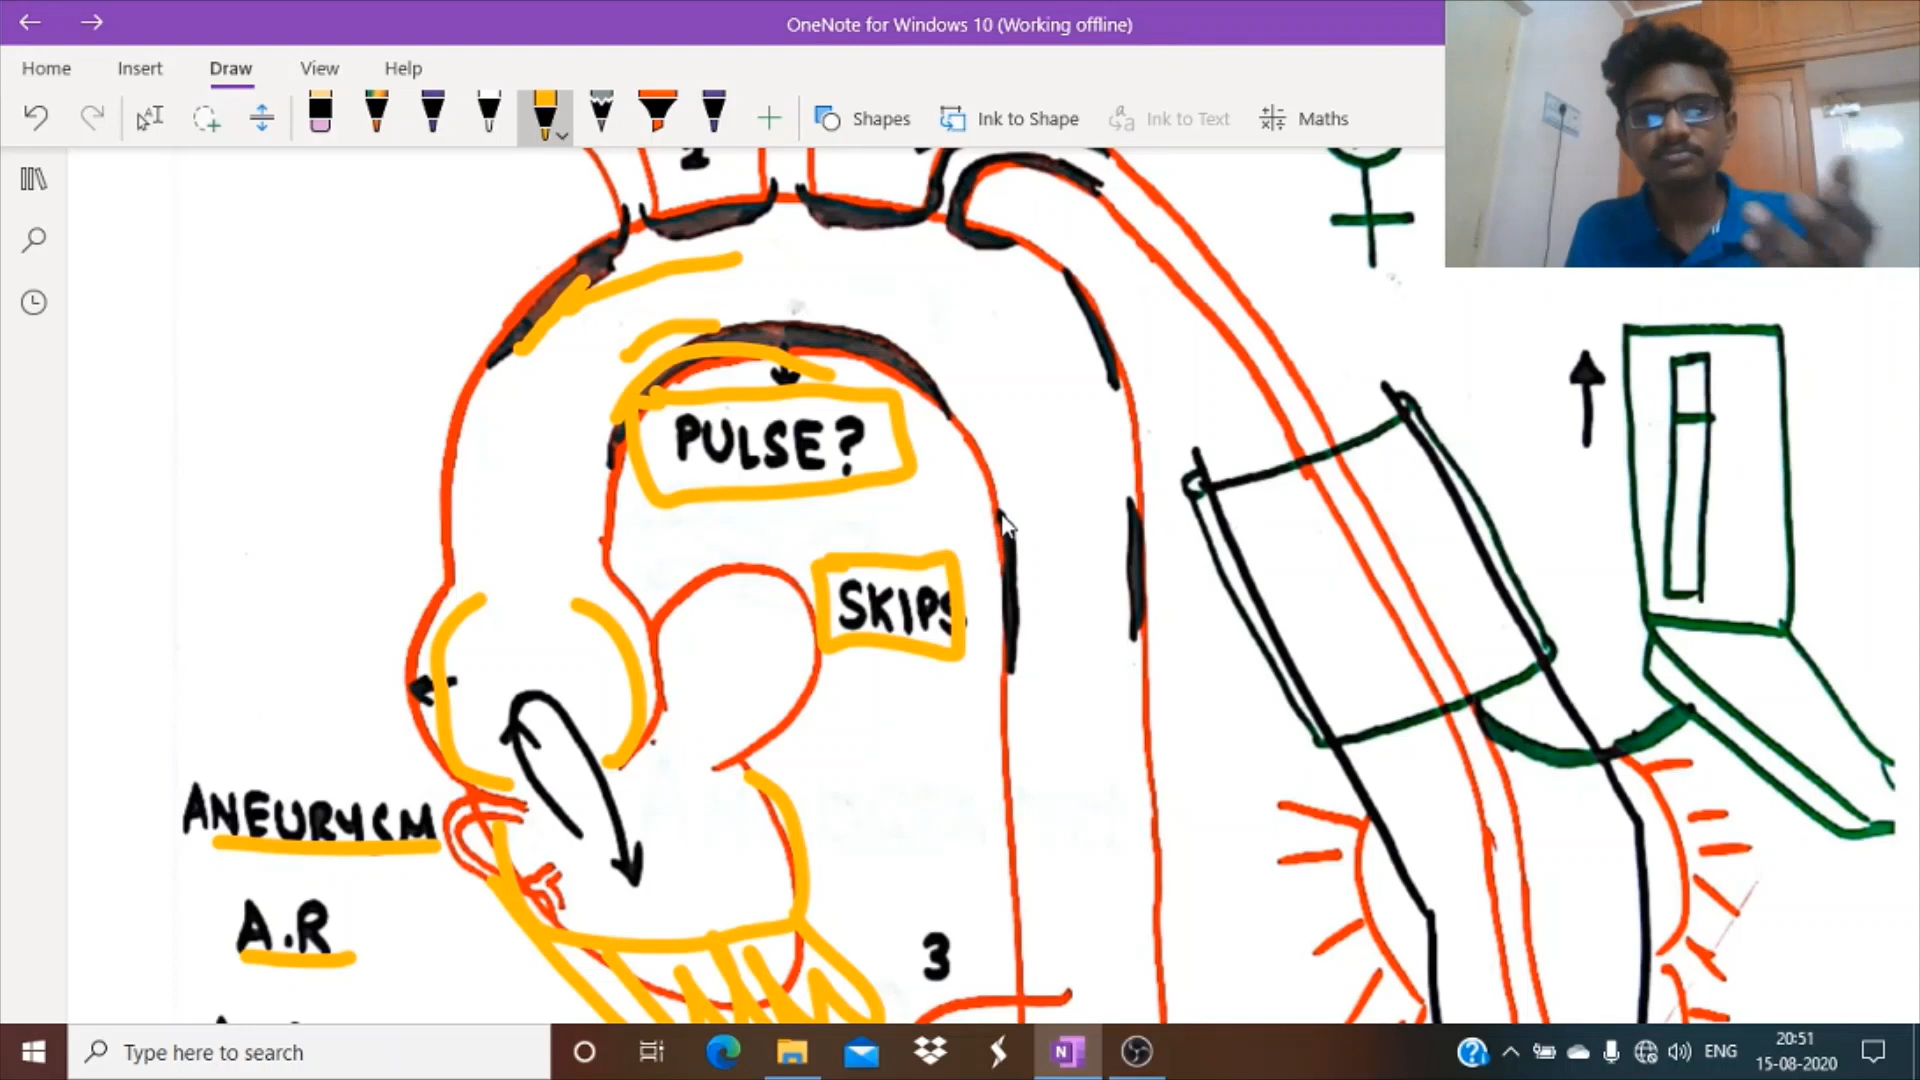 OneNote for Windows 10 (Working offline)
Home Insert Draw View Help
Shapes Ink to Shape Ink to Text Maths
PULSE?
SKIPS
ANEURYCM
A.R
3
Type here to search
ENG
20:51
15-08-2020